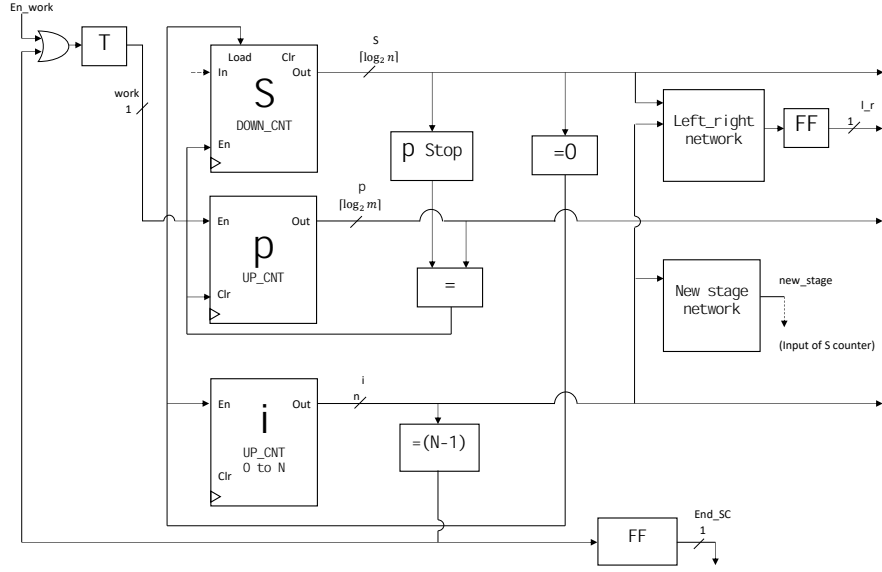 En_work
T
work
1
Load
Clr
In
Out
S
DOWN_CNT
En
S
⌈log₂ n⌉
p Stop
=0
Left_right
network
FF
l_r
1
En
Out
p
UP_CNT
Clr
p
⌈log₂ m⌉
=
New stage
network
new_stage
(Input of S counter)
En
Out
i
UP_CNT
0 to N
Clr
i
n
=(N-1)
FF
End_SC
1